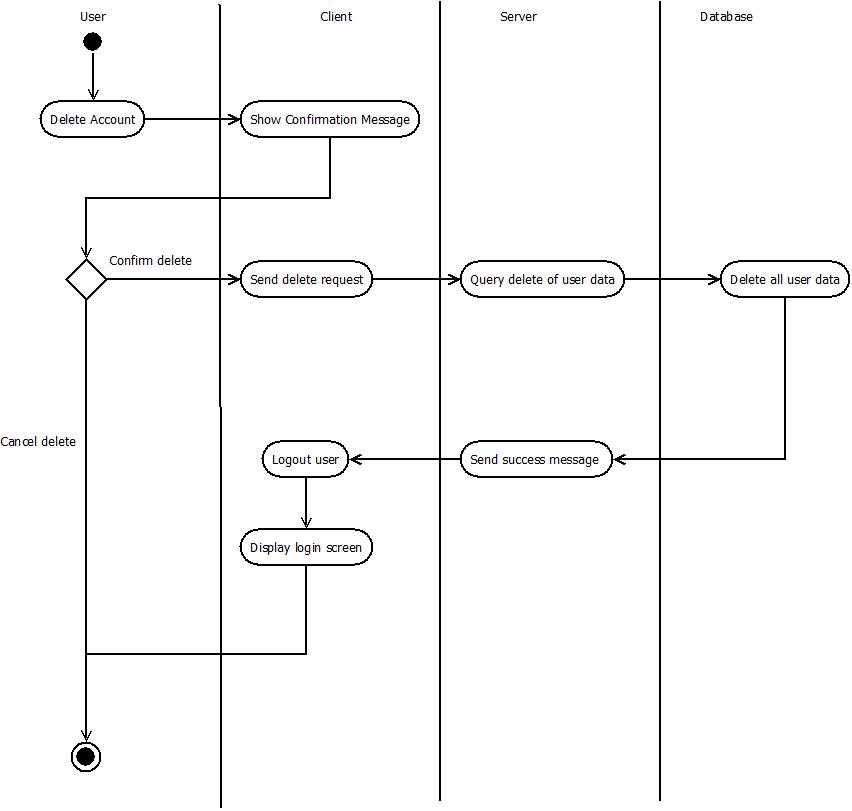 User
Client
Server
Database
Delete Account
Show Confirmation Message
Confirm delete
Send delete request
Query delete of user data
Delete all user data
Cancel delete
Logout user
Send success message
Display login screen